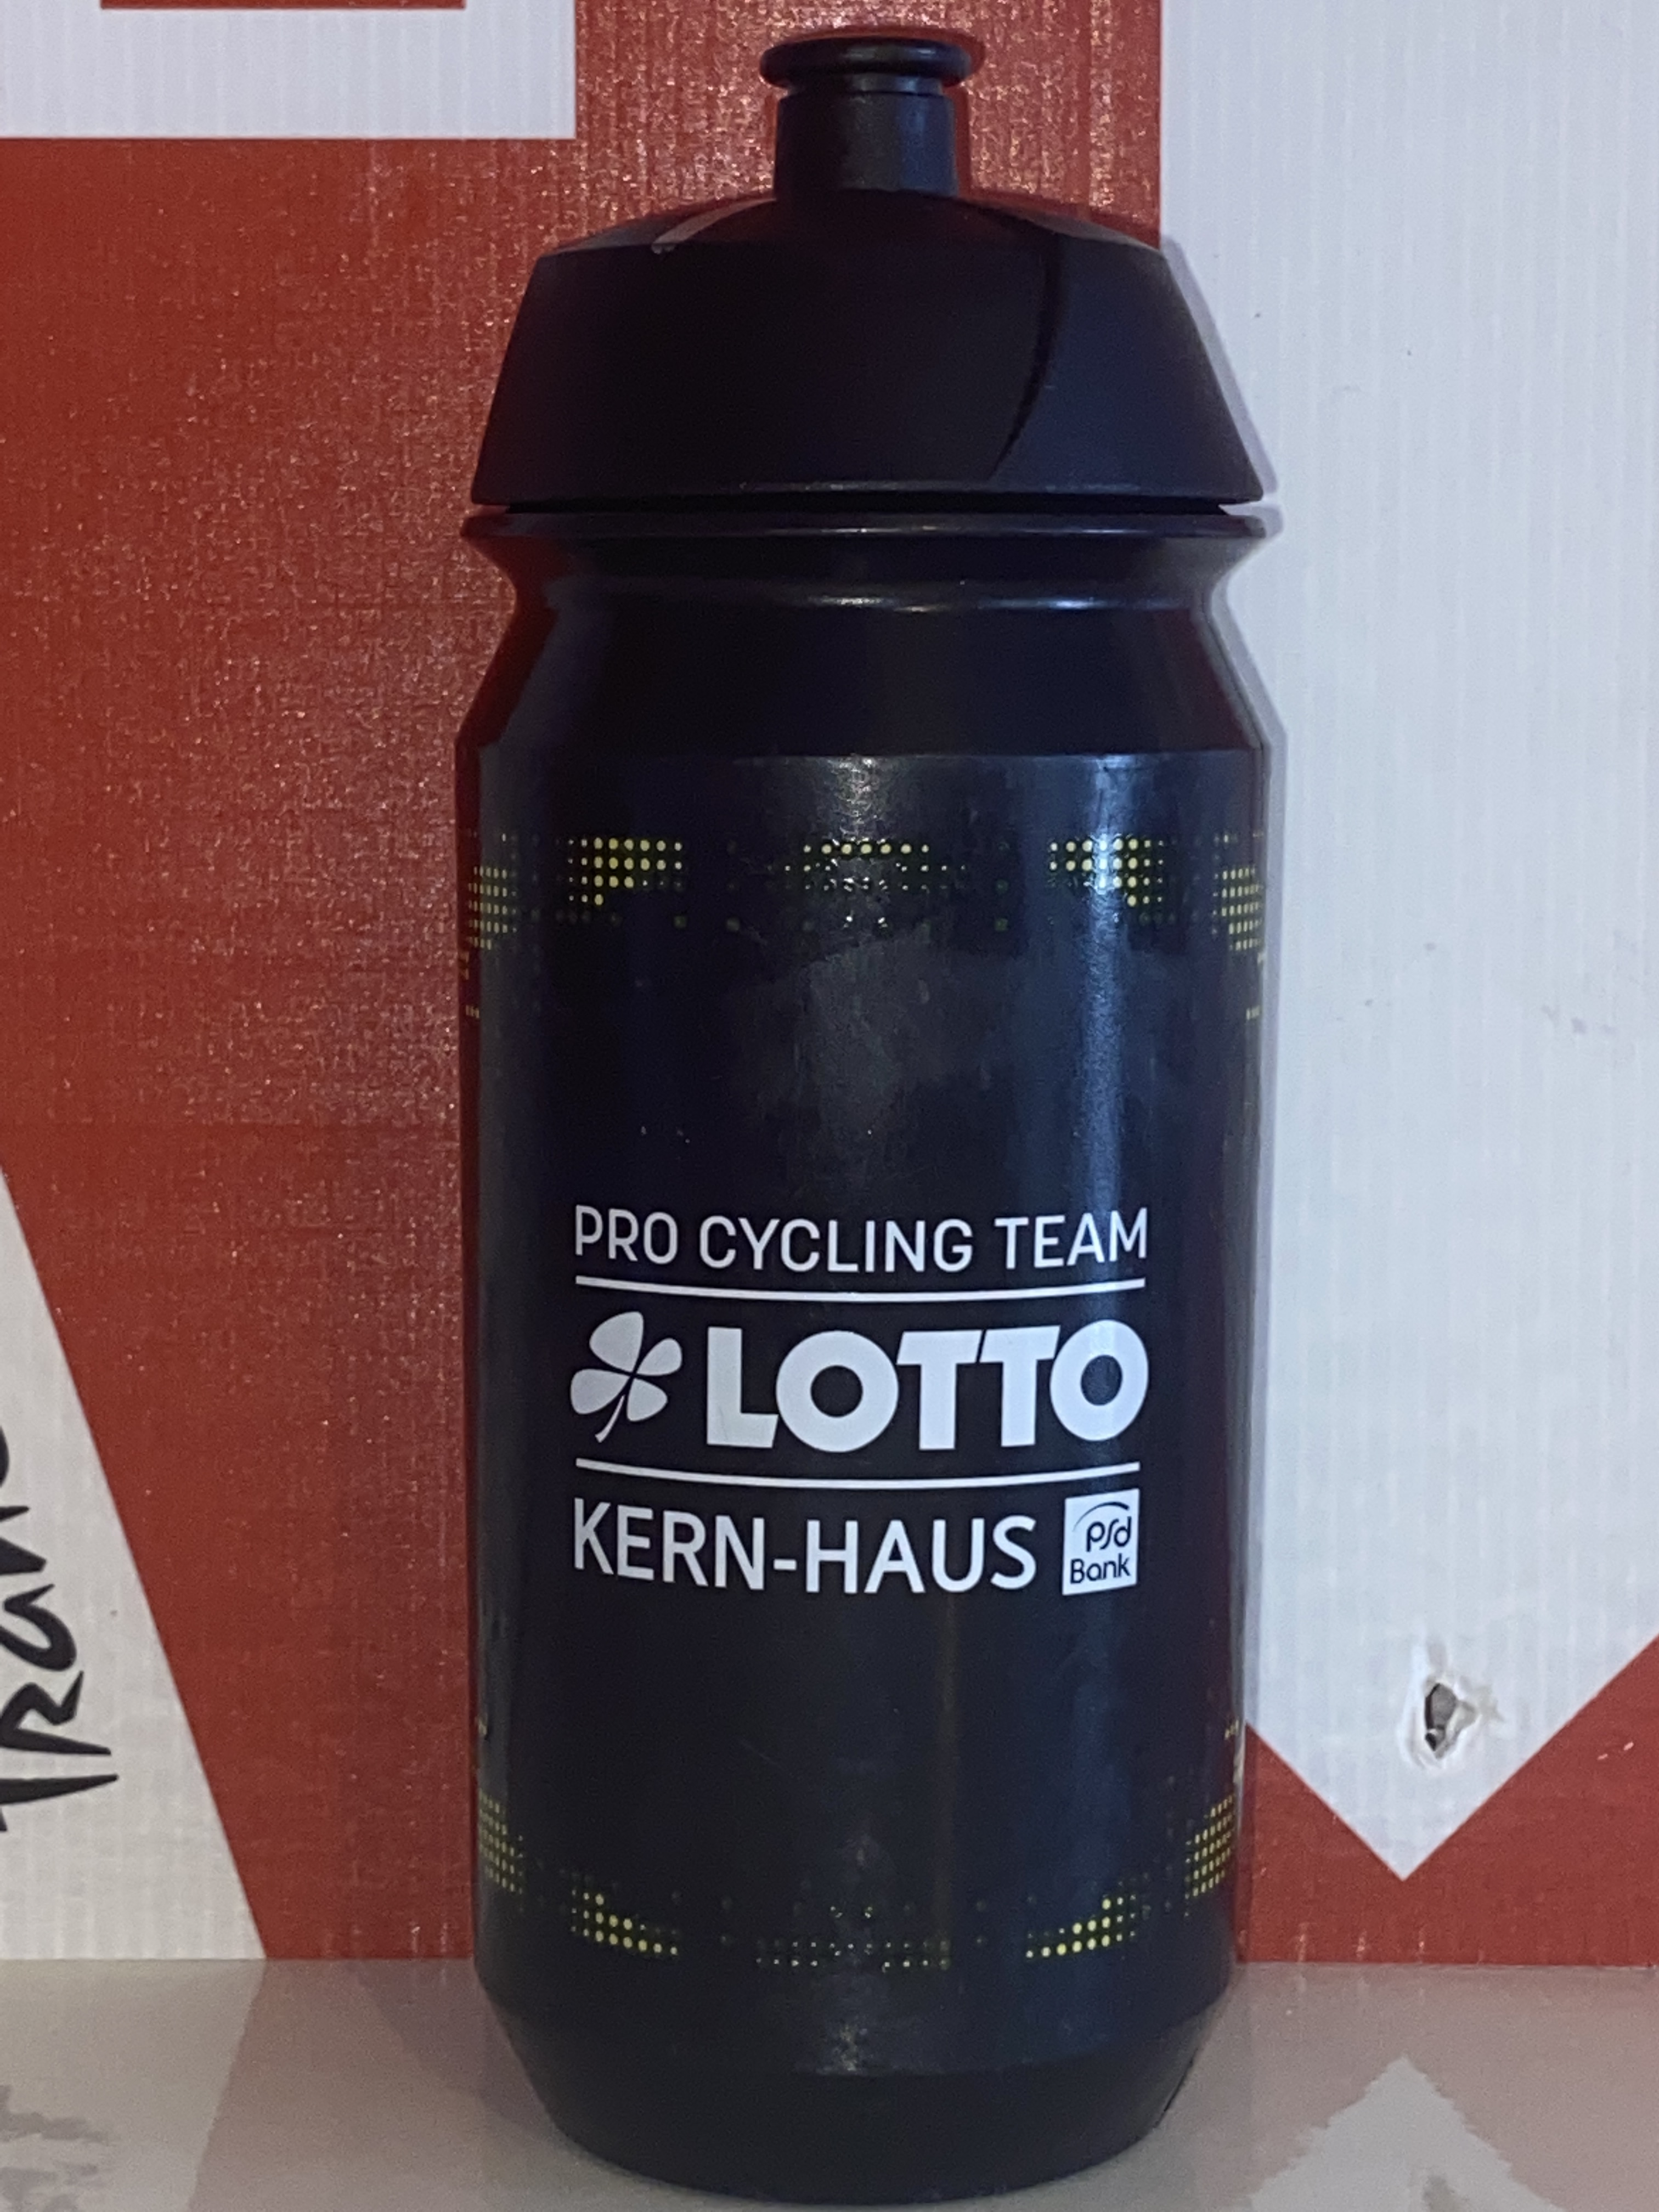 PRO CYCLING TEAM
LOTTO
KERN-HAUS
psd
Bank